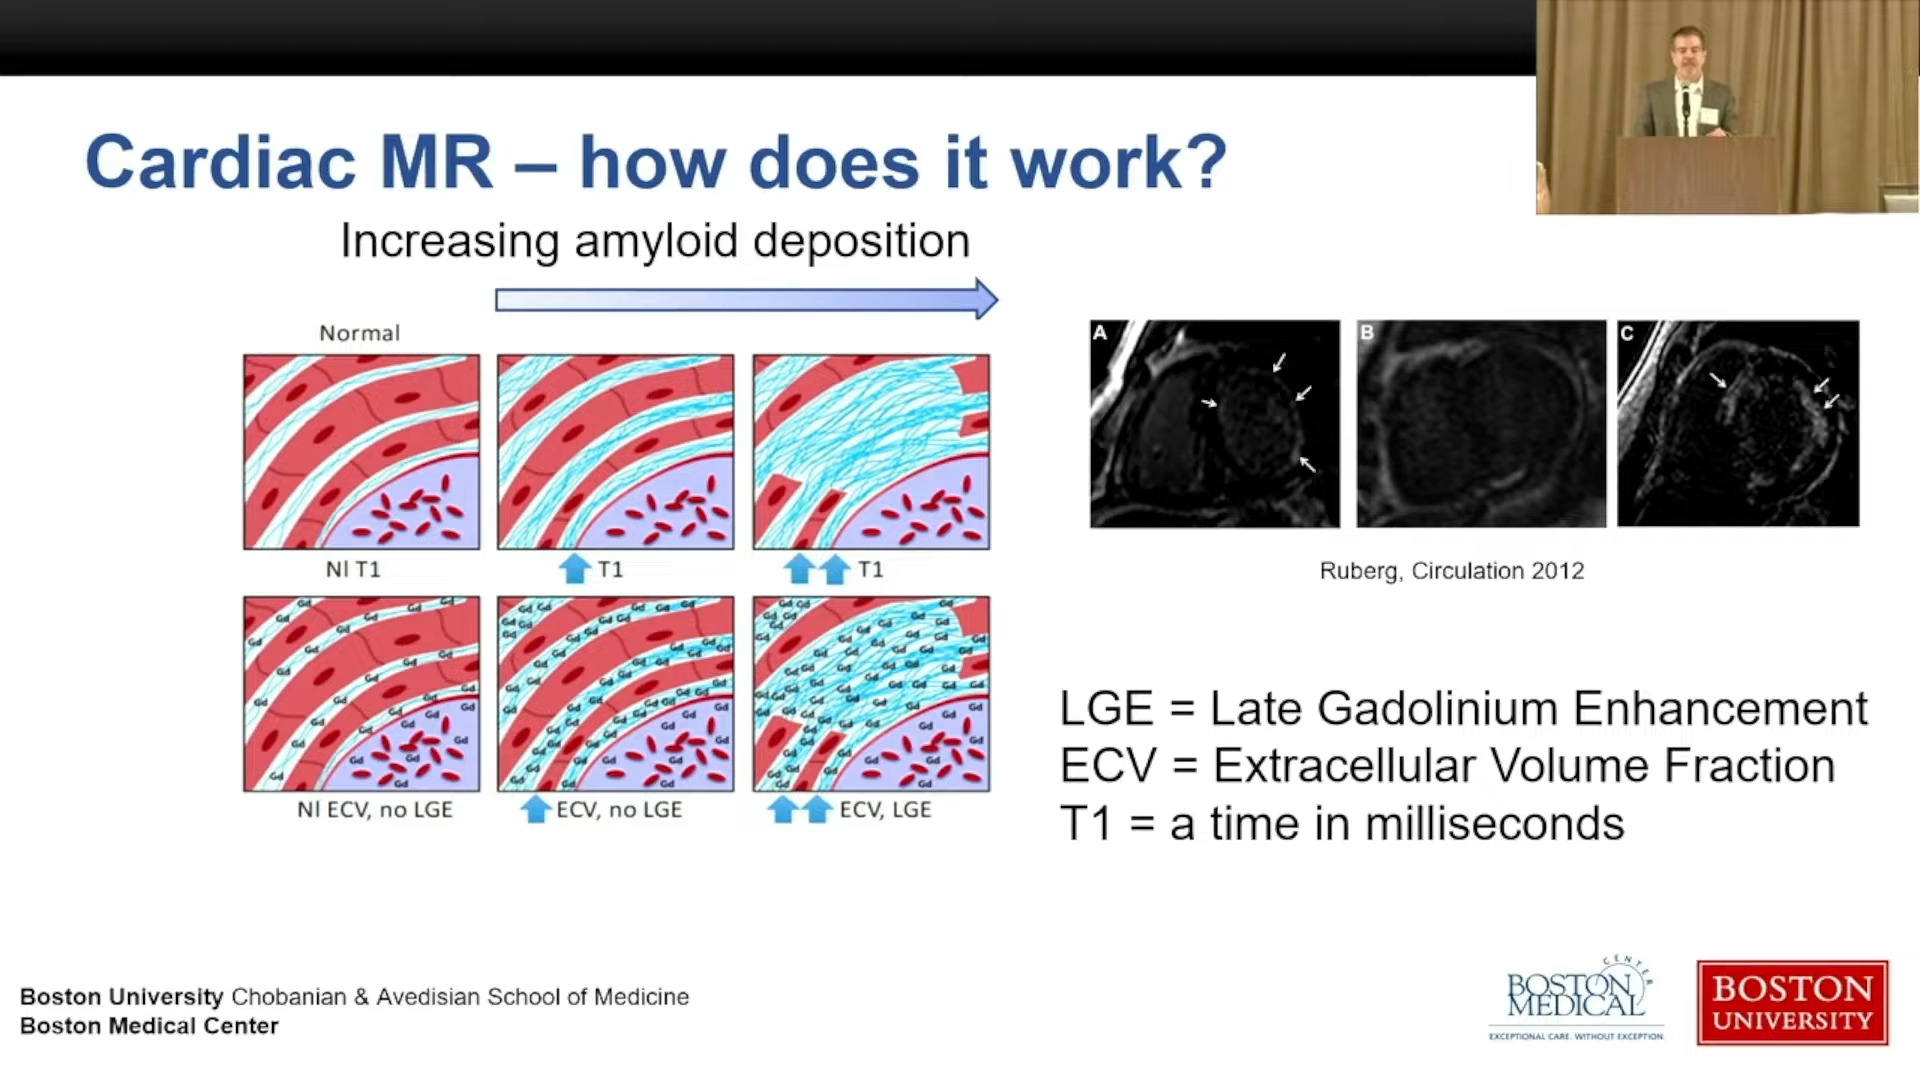 Cardiac MR – how does it work?
Increasing amyloid deposition
Normal
Nl T1
T1
T1
Nl ECV, no LGE
ECV, no LGE
ECV, LGE
A
B
C
Ruberg, Circulation 2012
LGE = Late Gadolinium Enhancement
ECV = Extracellular Volume Fraction
T1 = a time in milliseconds
Boston University Chobanian & Avedisian School of Medicine
Boston Medical Center
BOSTON
MEDICAL
CENTER
EXCEPTIONAL CARE. WITHOUT EXCEPTION.
BOSTON
UNIVERSITY